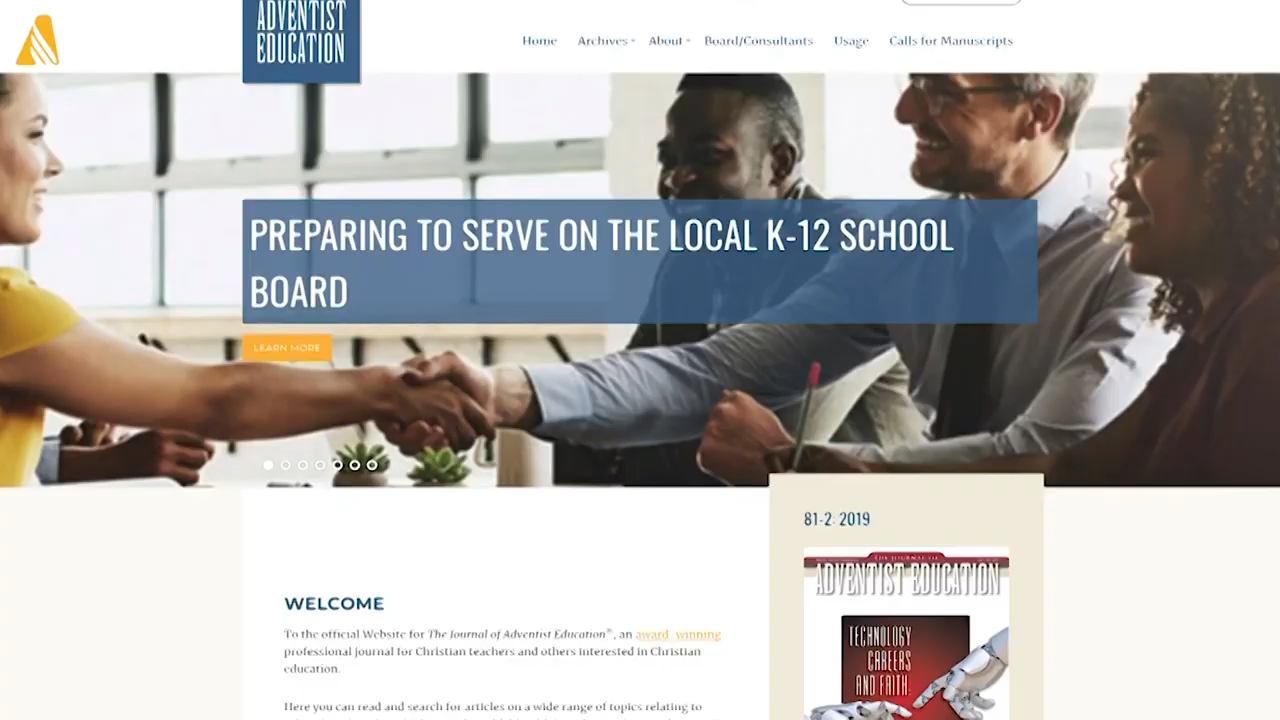 ADVENTIST
EDUCATION
Home Archives About Board/Consultants Usage Calls for Manuscripts
PREPARING TO SERVE ON THE LOCAL K-12 SCHOOL
BOARD
LEARN MORE
81-2: 2019
THE JOURNAL OF
ADVENTIST EDUCATION
TECHNOLOGY
CAREERS
AND FAITH:
WELCOME
To the official Website for The Journal of Adventist Education®, an award-winning
professional journal for Christian teachers and others interested in Christian
education.
Here you can read and search for articles on a wide range of topics relating to